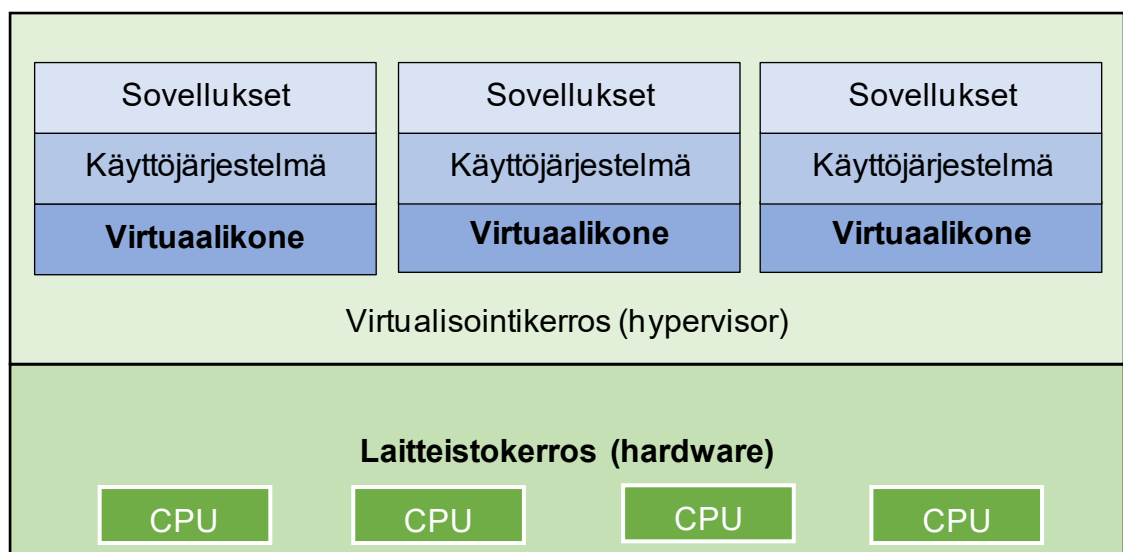 Sovellukset Sovellukset Sovellukset
Käyttöjärjestelmä Käyttöjärjestelmä Käyttöjärjestelmä
Virtuaalikone Virtuaalikone Virtuaalikone
Virtualisointikerros (hypervisor)
Laitteistokerros (hardware)
CPU CPU CPU CPU